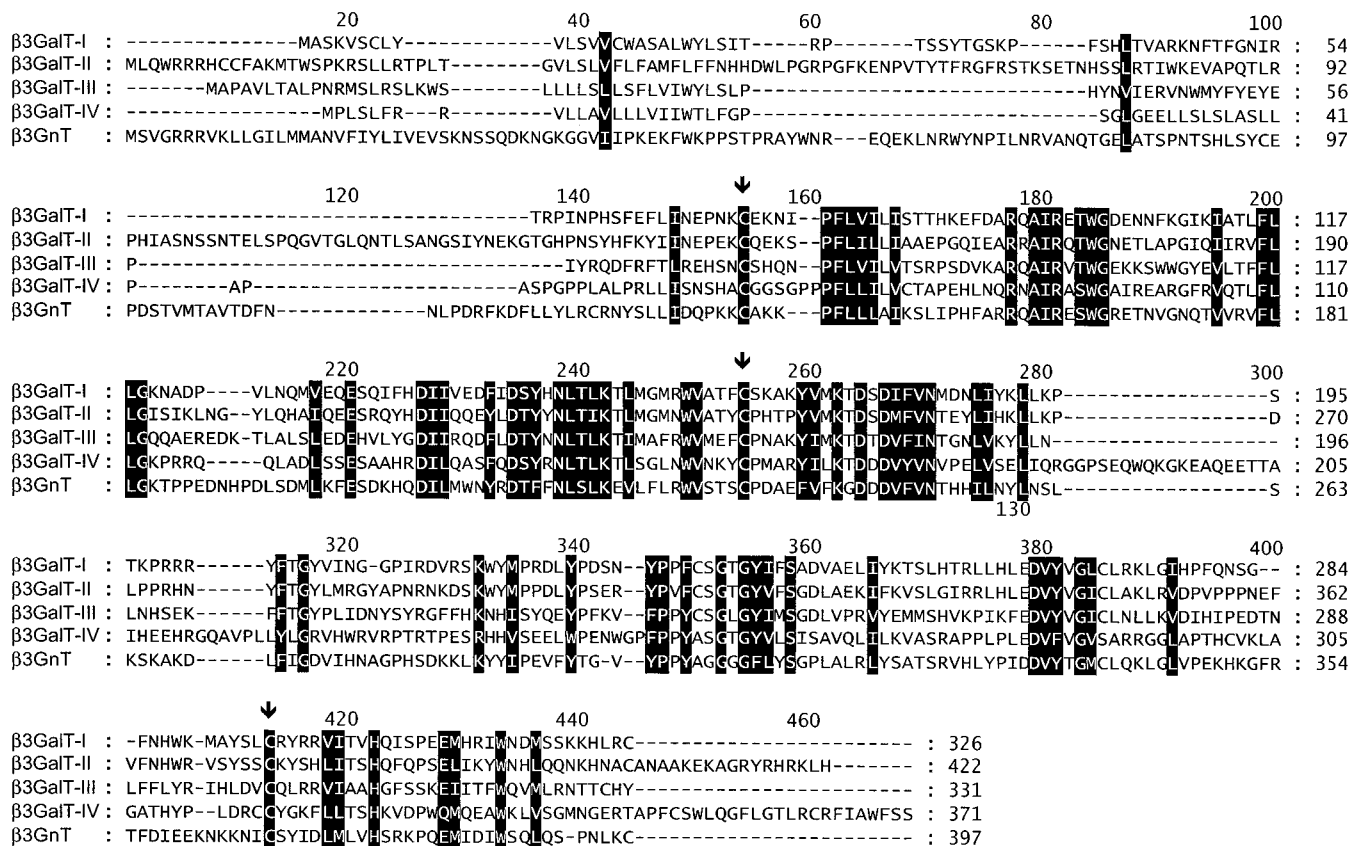 20 40 60 80 100
β3GalT-I : ---------------MASKVSCLY-------------VLSVVCWASALWYLSIT-----RP------TSSYTGSKP------FSHLTVARKNFTFGNIR : 54
β3GalT-II : MLQWRRRHCCFAKMTWSPKRSLLRTPLT---------GVLSLVFLFAMFLFFNHHDWLPGRPGFKENPVTYTFRGFRSTKSETNHSSLRTIWKEVAPQTLR : 92
β3GalT-III : -------MAPAVLTALPNRMSLRSLKWS---------LLLLSLLSFLVIWYLSLP-----------------------------HYNVIERVNWMYFYEYE : 56
β3GalT-IV : ----------------MPLSLFR--R-----------VLLAVLLLVIIWTLFGP------------------------------SGLGEELLSLSLASLL : 41
β3GnT : MSVGRRRVKLLGILMMANVFIYLIVEVSKNSSQDKNGKGGVIIPKEKFWKPPSTPRAYWNR---EQEKLNRWYNPILNRVANQTGELATSPNTSHLSYCE : 97
↓
120 140 160 180 200
β3GalT-I : -----------------------------------TRPINPHSFEFLINEPNKCEKNI--PFLVILISTTHKEFDARQAIRETWGDENNFKGIKIATLFL : 117
β3GalT-II : PHIASNSSNTELSPQGVTGLQNTLSANGSIYNEKGTGHPNSYHFKYIINEPEKCQEKS--PFLILLIAAEPGQIEARRAIRQTWGNETLAPGIQIIRVFL : 190
β3GalT-III : P-------------------------------------IYRQDFRFTLREHSNCSHQN--PFLVILVTSRPSDVKARQAIRVTWGEKKSWWGYEVLTFFL : 117
β3GalT-IV : P--------AP-----------------------ASPGPPLALPRLLISNSHACGGSGPPPFLLILVCTAPEHLNQRNAIRASWGAIREARGFRVQTLFL : 110
β3GnT : PDSTVMTAVTDFN-------------NLPDRFKDFLLYLRCRNYSLLIDQPKKCAKK---PFLLLAIKSLIPHFARRQAIRESWGRETNVGNQTVVRVFL : 181
↓
220 240 260 280 300
β3GalT-I : LGKNADP----VLNQMVEQESQIFHDIIVEDFIDSYHNLTLKTLMGMRWVATFCSKAKYVMKTDSDIFVNMDNLIYKLLKP-----------------S : 195
β3GalT-II : LGISIKLNG-YLQHAIQEESRQYHDIIQQEYLDTYYNLTIKTLMGMNWVATYCPHTPYVMKTDSDMFVNTEYLIHKLLKP-----------------D : 270
β3GalT-III : LGQQAEREDK-TLALSLEDEHVLYGDIIRQDFLDTYNNLTLKTIMAFRWVMEFCPNAKYIMKTDTDVFINTGNLVKYLLN------------------- : 196
β3GalT-IV : LGKPRRQ-----QLADLSSESAAHRDILQASFQDSYRNLTLKTLSGLNWVNKYCPMARYILKTDDDVYVNVPELVSELIQRGGPSEQWQKGKEAQEETTA : 205
β3GnT : LGKTPPEDNHPDLSDMLKFESDKHQDILMWNYRDTFFNLSLKEVLFLRWVSTSCPDAEFVFKGDDDVFVNTHHILNYLNSL-----------------S : 263
130
320 340 360 380 400
β3GalT-I : TKPRRR------YFTGYVING-GPIRDVRSKWYMPRDLYPDSN--YPPFCSGTGYIFSADVAELIYKTSLHTRLLHLEDVYVGLCLRKLGIHPFQNSG-- : 284
β3GalT-II : LPPRHN------YFTGYLMRGYAPNRNKDSKWYMPPDLYPSER--YPVFCSGTGYVFSGDLAEKIFKVSLGIRRLHLEDVYVGICLAKLRVDPVPPPNEF : 362
β3GalT-III : LNHSEK------FFTGYPLIDNYSYRGFFHKNHISYQEYPFKV--FPPYCSGLGYIMSGDLVPRVYEMMSHVKPIKFEDVYVGICLNLLKVDIHIPEDTN : 288
β3GalT-IV : IHEEHRGQAVPLLYLGRVHWRVRPTRTPESRHHVSEELWPENWGPFPPYASGTGYVLSISAVQLILKVASRAPPLPLEDVFVGVSARRGGLAPTHCVKLA : 305
β3GnT : KSKAKD------LFIGDVIHNAGPHSDKKLKYYIPEVFYTG-V--YPPYAGGGGFLYSGPLALRLYSATSRVHLYPIDDVYTGMCLQKLGLVPEKHKGFR : 354
↓
420 440 460
β3GalT-I : -FNHWK-MAYSLCRYRRVITVHQISPEEMHRIWNDMSSKKHLRC------------------------ : 326
β3GalT-II : VFNHWR-VSYSSCKYSHLITSHQFQPSELIKYWNHLQQNKHNACANAAKEKAGRYRHRKLH------- : 422
β3GalT-III : LFFLYR-IHLDVCQLRRVIAAHGFSSKEIITFWQVMLRNTTCHY------------------------ : 331
β3GalT-IV : GATHYP--LDRCCYGKFLLTSHKVDPWQMQEAWKLVSGMNGERTAPFCSWLQGFLGTLRCRFIAWFSS : 371
β3GnT : TFDIEEKNKKNICSYIDLMLVHSRKPQEMIDIWSQLQS-PNLKC------------------------ : 397